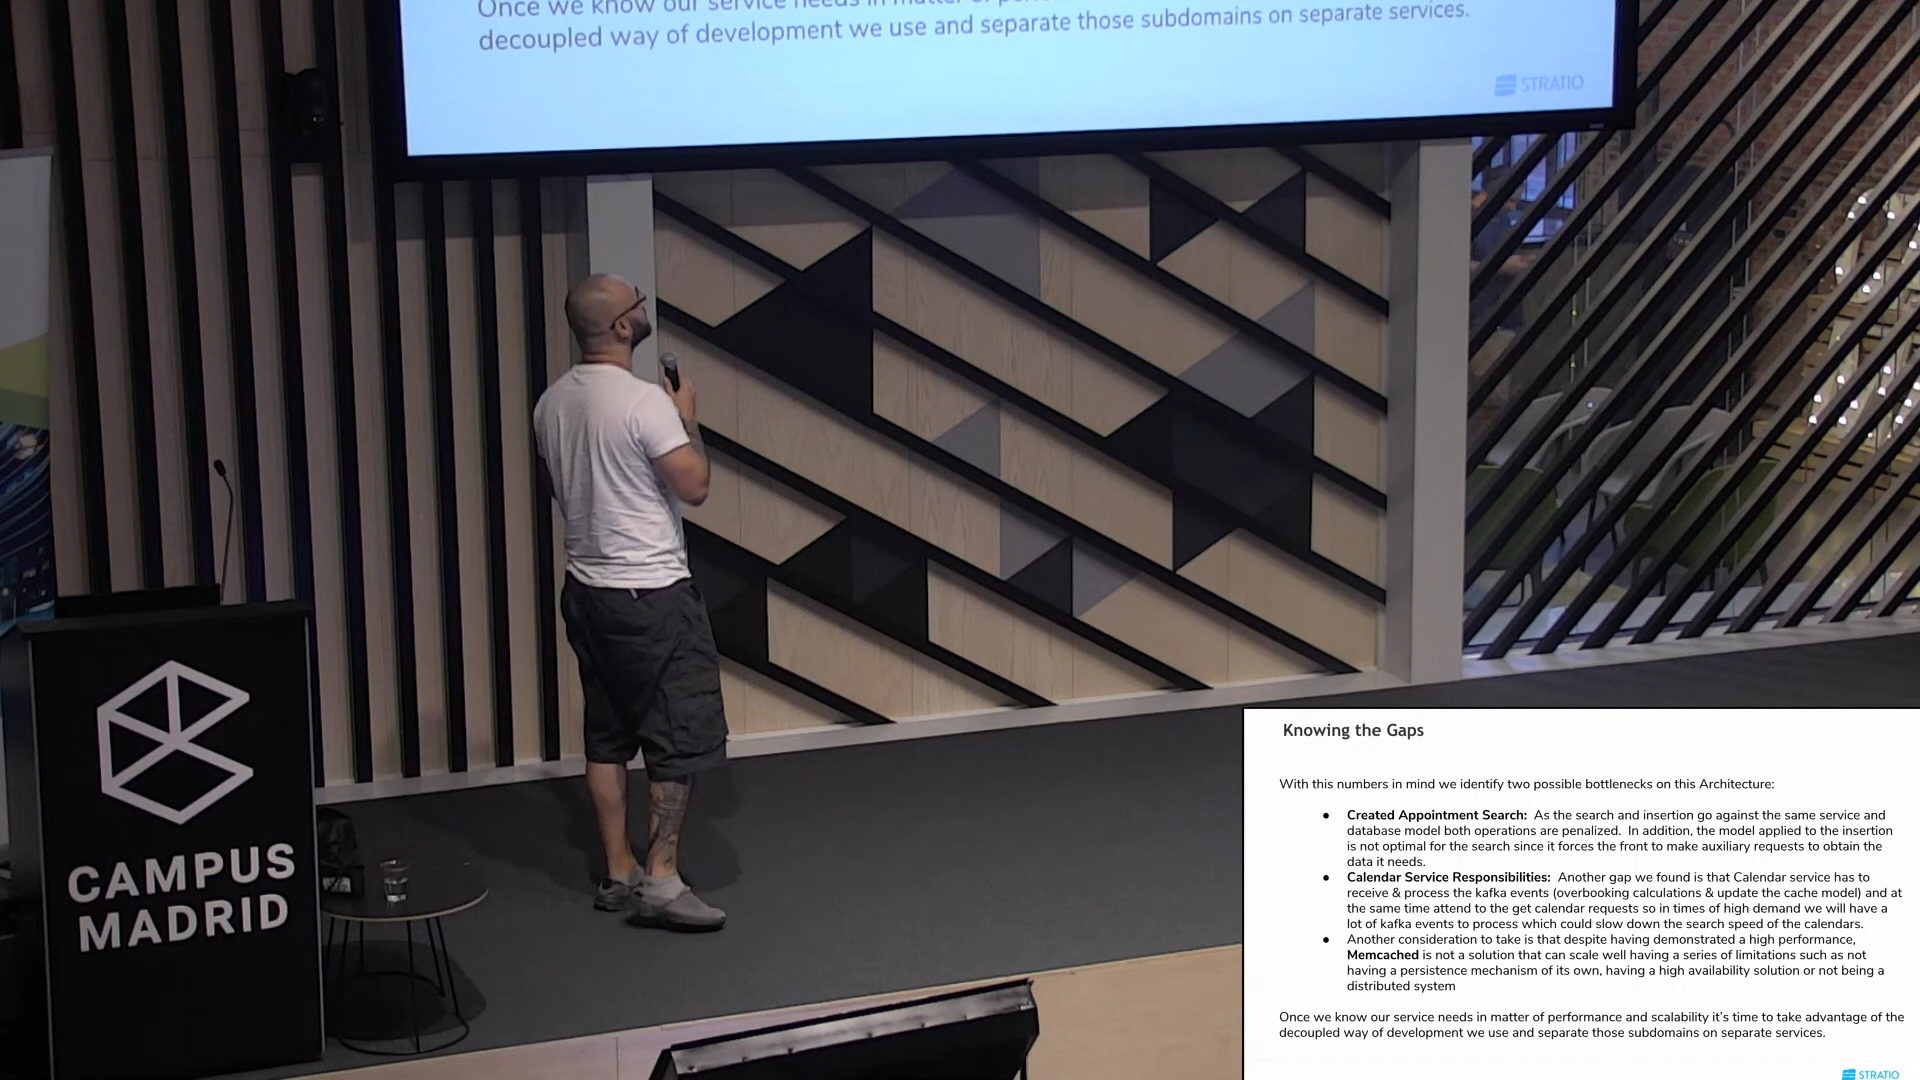 Once we know our service needs in matter of
decoupled way of development we use and separate those subdomains on separate services.
STRATIO
CAMPUS
MADRID
Knowing the Gaps
With this numbers in mind we identify two possible bottlenecks on this Architecture:
● Created Appointment Search: As the search and insertion go against the same service and
database model both operations are penalized. In addition, the model applied to the insertion
is not optimal for the search since it forces the front to make auxiliary requests to obtain the
data it needs.
● Calendar Service Responsibilities: Another gap we found is that Calendar service has to
receive & process the kafka events (overbooking calculations & update the cache model) and at
the same time attend to the get calendar requests so in times of high demand we will have a
lot of kafka events to process which could slow down the search speed of the calendars.
● Another consideration to take is that despite having demonstrated a high performance,
Memcached is not a solution that can scale well having a series of limitations such as not
having a persistence mechanism of its own, having a high availability solution or not being a
distributed system
Once we know our service needs in matter of performance and scalability it's time to take advantage of the
decoupled way of development we use and separate those subdomains on separate services.
STRATIO